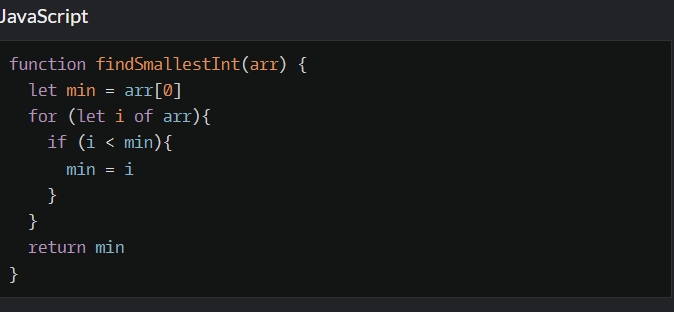 JavaScript
function findSmallestInt(arr) {
  let min = arr[0]
  for (let i of arr){
    if (i < min){
      min = i
    }
  }
  return min
}